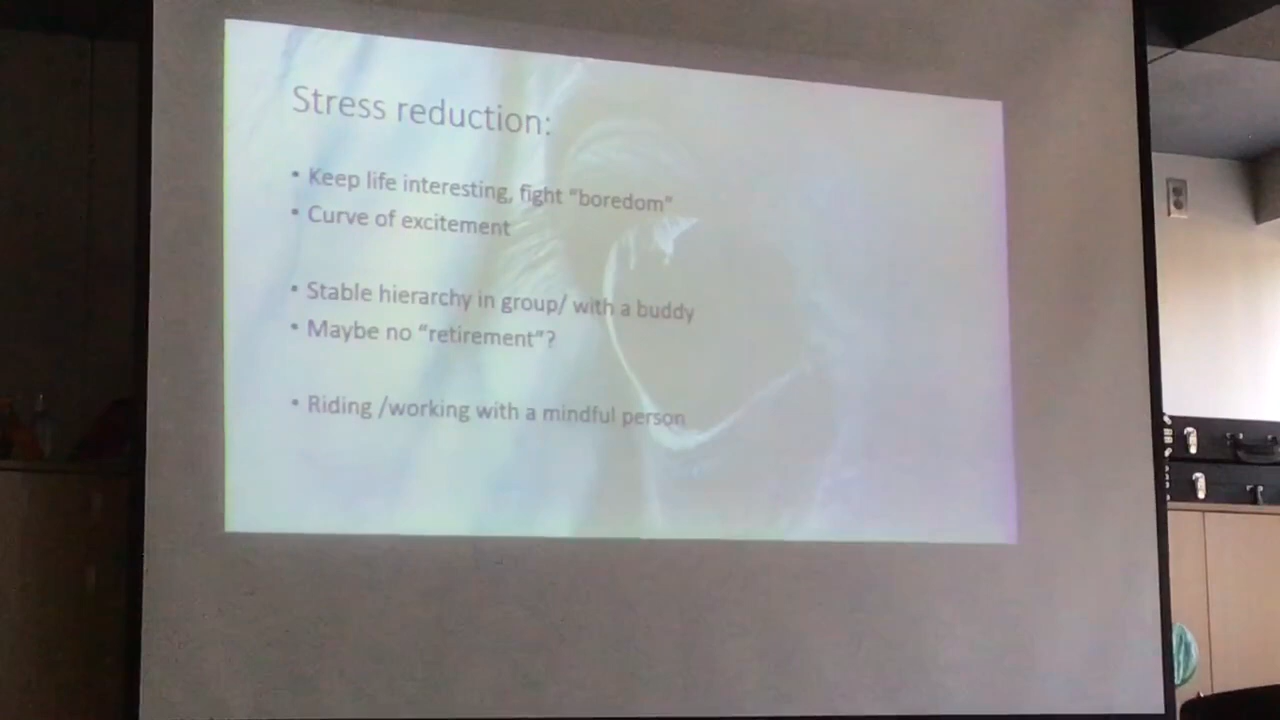 Stress reduction:
• Keep life interesting, fight “boredom”
• Curve of excitement
• Stable hierarchy in group/ with a buddy
• Maybe no “retirement”?
• Riding /working with a mindful person